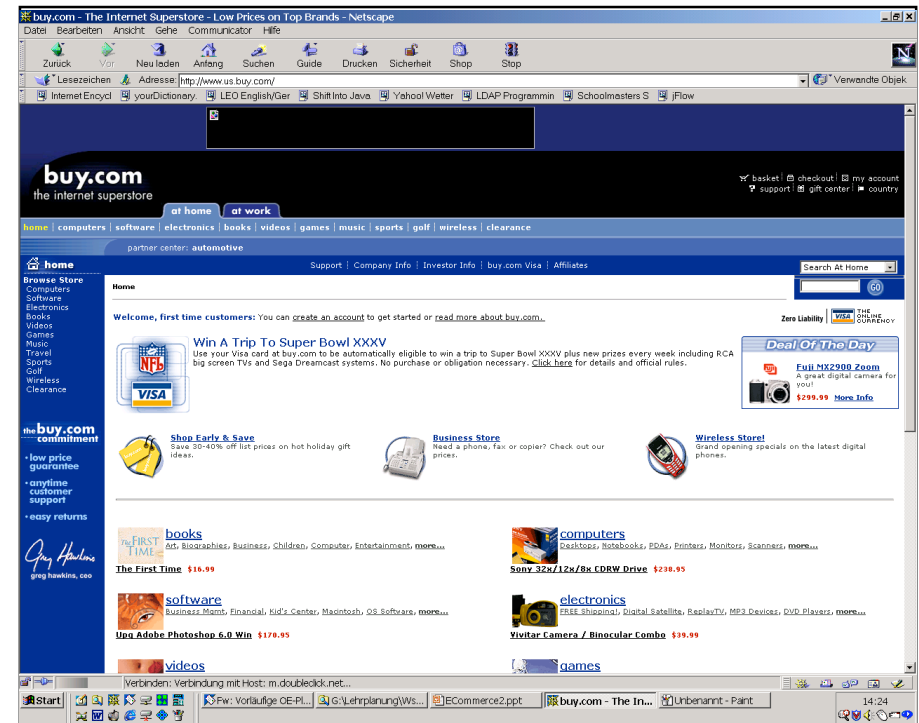 buy.com - The Internet Superstore - Low Prices on Top Brands - Netscape
Datei Bearbeiten Ansicht Gehe Communicator Hilfe
Zurück Vor Neu laden Anfang Suchen Guide Drucken Sicherheit Shop Stop
N
Lesezeichen Adresse: http://www.us.buy.com/ Verwandte Objek
Internet Encycl yourDictionary. LEO English/Ger Shift Into Java Yahoo! Wetter LDAP Programmin Schoolmasters S jFlow
buy.com
the internet superstore
basket | checkout | my account
support | gift center | country
at home at work
home | computers | software | electronics | books | videos | games | music | sports | golf | wireless | clearance
partner center: automotive
home
Support | Company Info | Investor Info | buy.com Visa | Affiliates
Search At Home
GO
Browse Store
Computers
Software
Electronics
Books
Videos
Games
Music
Travel
Sports
Golf
Wireless
Clearance
the buy.com
commitment
• low price
guarantee
• anytime
customer
support
• easy returns
Greg Hawkins
greg hawkins, ceo
Home
Welcome, first time customers: You can create an account to get started or read more about buy.com.
Zero Liability VISA THE ONLINE CURRENCY
NFL
VISA
Win A Trip To Super Bowl XXXV
Use your Visa card at buy.com to be automatically eligible to win a trip to Super Bowl XXXV plus new prizes every week including RCA
big screen TVs and Sega Dreamcast systems. No purchase or obligation necessary. Click here for details and official rules.
Deal Of The Day
Fuji MX2900 Zoom
A great digital camera for
you!
$299.99 More Info
Shop Early & Save
Save 30-40% off list prices on hot holiday gift
ideas.
Business Store
Need a phone, fax or copier? Check out our
prices.
Wireless Store!
Grand opening specials on the latest digital
phones.
books
Art, Biographies, Business, Children, Computer, Entertainment, more...
The FIRST TIME
The First Time $16.99
computers
Desktops, Notebooks, PDAs, Printers, Monitors, Scanners, more...
Sony 32x/12x/8x CDRW Drive $238.95
software
Business Mgmt, Financial, Kid's Center, Macintosh, OS Software, more...
Upg Adobe Photoshop 6.0 Win $170.95
electronics
FREE Shipping!, Digital Satellite, ReplayTV, MP3 Devices, DVD Players, more...
Vivitar Camera / Binocular Combo $39.99
videos
games
Verbinden: Verbindung mit Host: m.doubleclick.net...
Start
Fw: Vorläufige OE-Pl... G:\Lehrplanung\Ws... ECommerce2.ppt buy.com - The In... Unbenannt - Paint
14:24